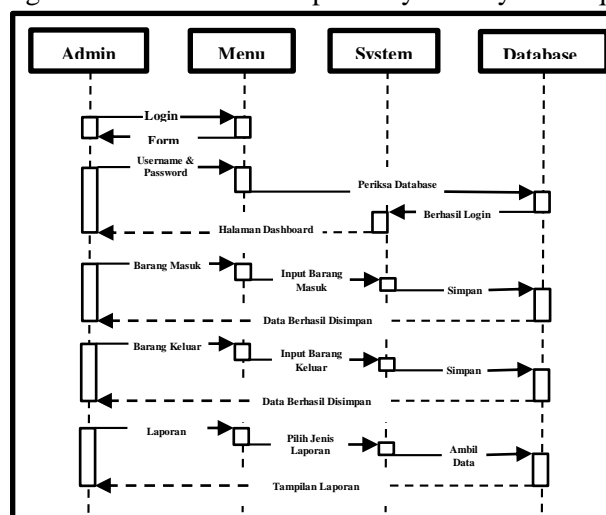 Admin
Menu
System
Database
Login
Form
Username &
Password
Periksa Database
Berhasil Login
Halaman Dashboard
Barang Masuk
Input Barang
Masuk
Simpan
Data Berhasil Disimpan
Barang Keluar
Input Barang
Keluar
Simpan
Data Berhasil Disimpan
Laporan
Pilih Jenis
Laporan
Ambil
Data
Tampilan Laporan